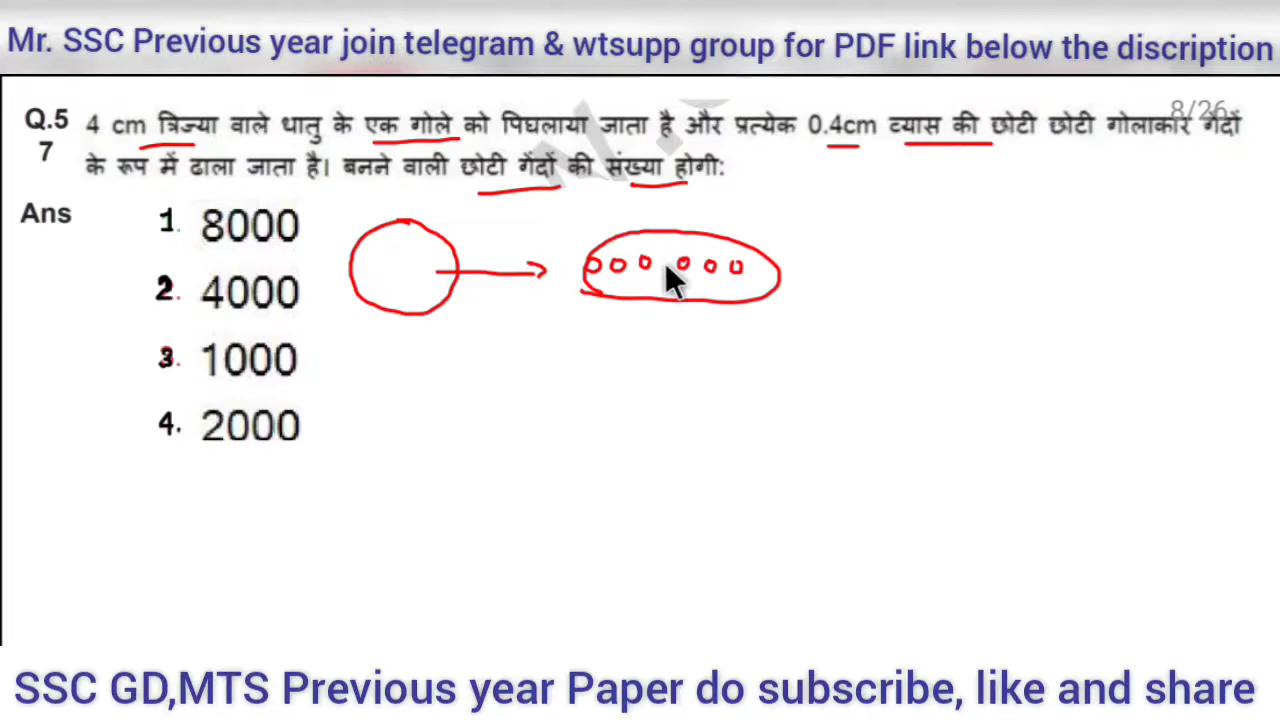 Mr. SSC Previous year join telegram & wtsupp group for PDF link below the discription
8/26
Q.5 4 cm त्रिज्या वाले धातु के एक गोले को पिघलाया जाता है और प्रत्येक 0.4cm व्यास की छोटी छोटी गोलाकार गेंदों
7 के रूप में ढाला जाता है। बनने वाली छोटी गेंदों की संख्या होगी:
Ans 1. 8000
2. 4000
3. 1000
4. 2000
SSC GD,MTS Previous year Paper do subscribe, like and share